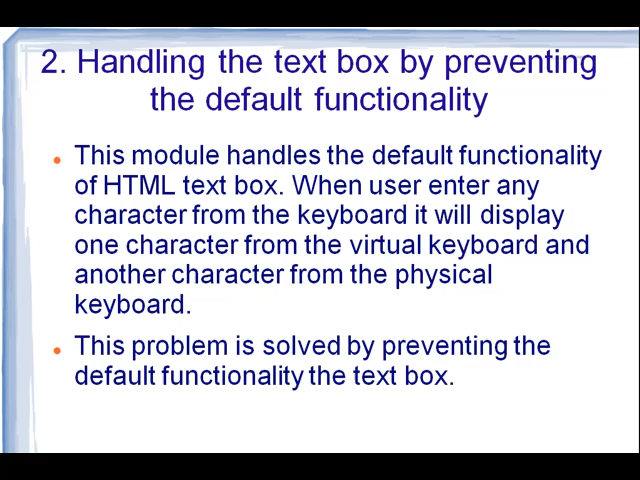 2. Handling the text box by preventing
the default functionality
This module handles the default functionality
of HTML text box. When user enter any
character from the keyboard it will display
one character from the virtual keyboard and
another character from the physical
keyboard.
This problem is solved by preventing the
default functionality the text box.